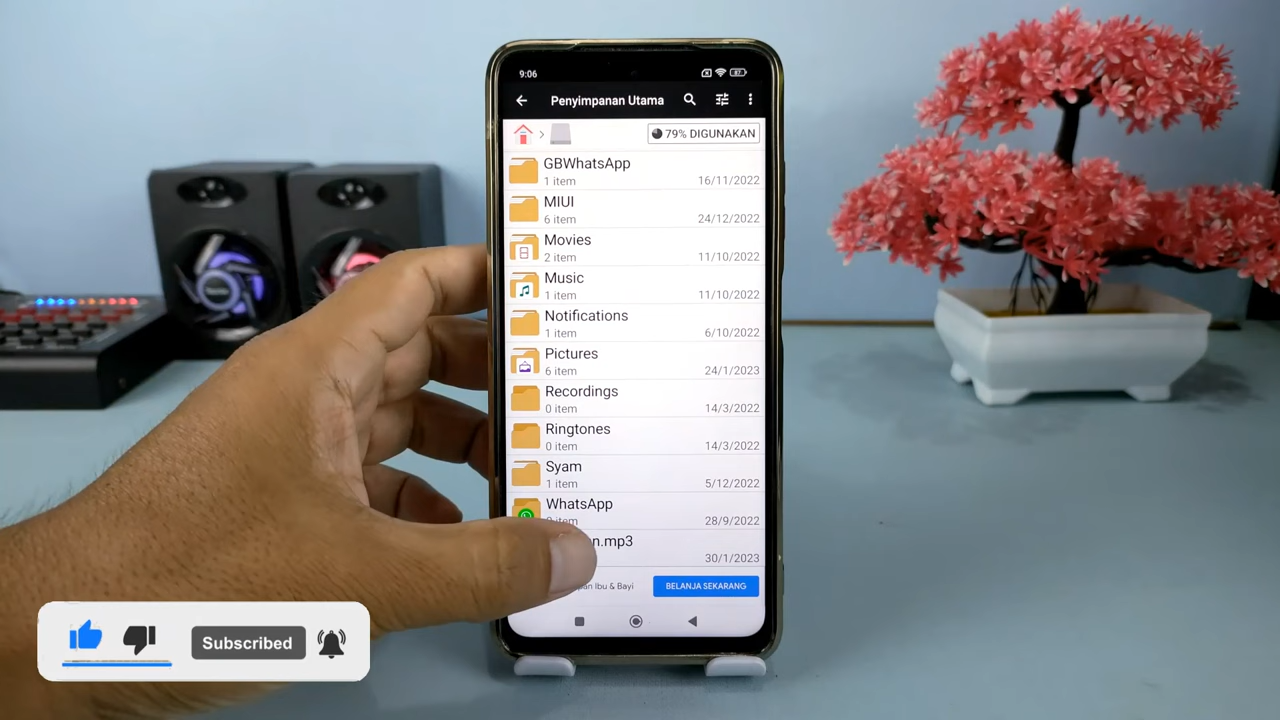 9:06
87
Penyimpanan Utama
79% DIGUNAKAN
GBWhatsApp
1 item 16/11/2022
MIUI
6 item 24/12/2022
Movies
2 item 11/10/2022
Music
1 item 11/10/2022
Notifications
1 item 6/10/2022
Pictures
6 item 24/1/2023
Recordings
0 item 14/3/2022
Ringtones
0 item 14/3/2022
Syam
1 item 5/12/2022
WhatsApp
item 28/9/2022
n.mp3
30/1/2023
Ibu & Bayi BELANJA SEKARANG
Subscribed